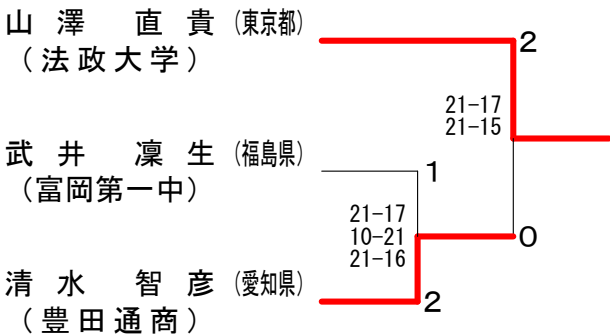 山澤 直貴 (東京都)
(法政大学)
2
21-17
21-15
武井 凜生 (福島県)
(富岡第一中)
1
21-17
10-21
21-16
0
清水 智彦 (愛知県)
(豊田通商)
2